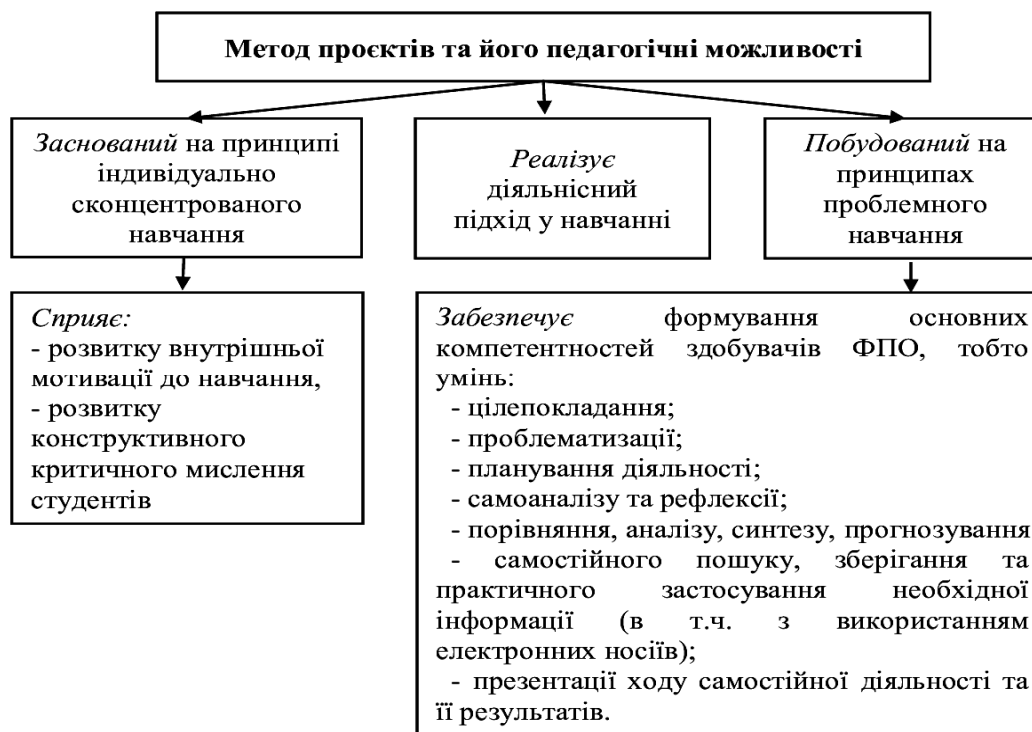 Метод проєктів та його педагогічні можливості
Заснований на принципі
індивідуально
сконцентрованого
навчання
Реалізує
діяльнісний
підхід у навчанні
Побудований на
принципах
проблемного
навчання
Сприяє:
- розвитку внутрішньої
мотивації до навчання,
- розвитку
конструктивного
критичного мислення
студентів
Забезпечує формування основних
компетентностей здобувачів ФПО, тобто
умінь:
- цілепокладання;
- проблематизації;
- планування діяльності;
- самоаналізу та рефлексії;
- порівняння, аналізу, синтезу, прогнозування
- самостійного пошуку, зберігання та
практичного застосування необхідної
інформації (в т.ч. з використанням
електронних носіїв);
- презентації ходу самостійної діяльності та
її результатів.